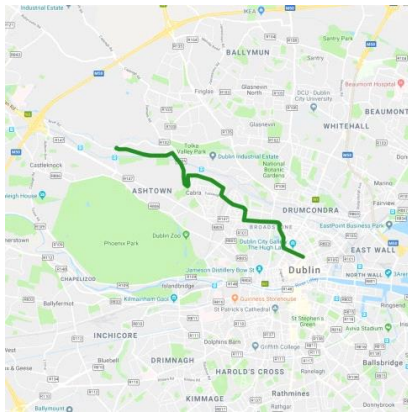 Industrial Estate
IKEA
Santry Park
BALLYMUN
Santry
Finglas
Glasnevin
North
DCU - Dublin
City University
Beaumont Hospital
BEAUMONT
Glasnevin
WHITEHALL
Tolka
Valley Park
Dublin Industrial Estate
Castleknock
National
Botanic
Gardens
ASHTOWN
Cabra
Marino
Fairview
DRUMCONDRA
EastPoint Business Park
BROADSTONE
Phoenix Park
Dublin Zoo
Dublin City Gallery
The Hugh Lane
EAST WALL
Dublin
Jameson Distillery Bow St
NORTH WALL
CHAPELIZOD
Islandbridge
Ringsend
Ballyfermot
Kilmainham Gaol
Guinness Storehouse
St Patrick's Cathedral
St Stephen's
Green
Aviva Stadium
INCHICORE
Dolphins Barn
Griffith College
Bluebell
DRIMNAGH
Ranelagh
Ballsbridge
HAROLD'S CROSS
Rathmines
KIMMAGE
Rathgar
Ballymount
Donnybrook